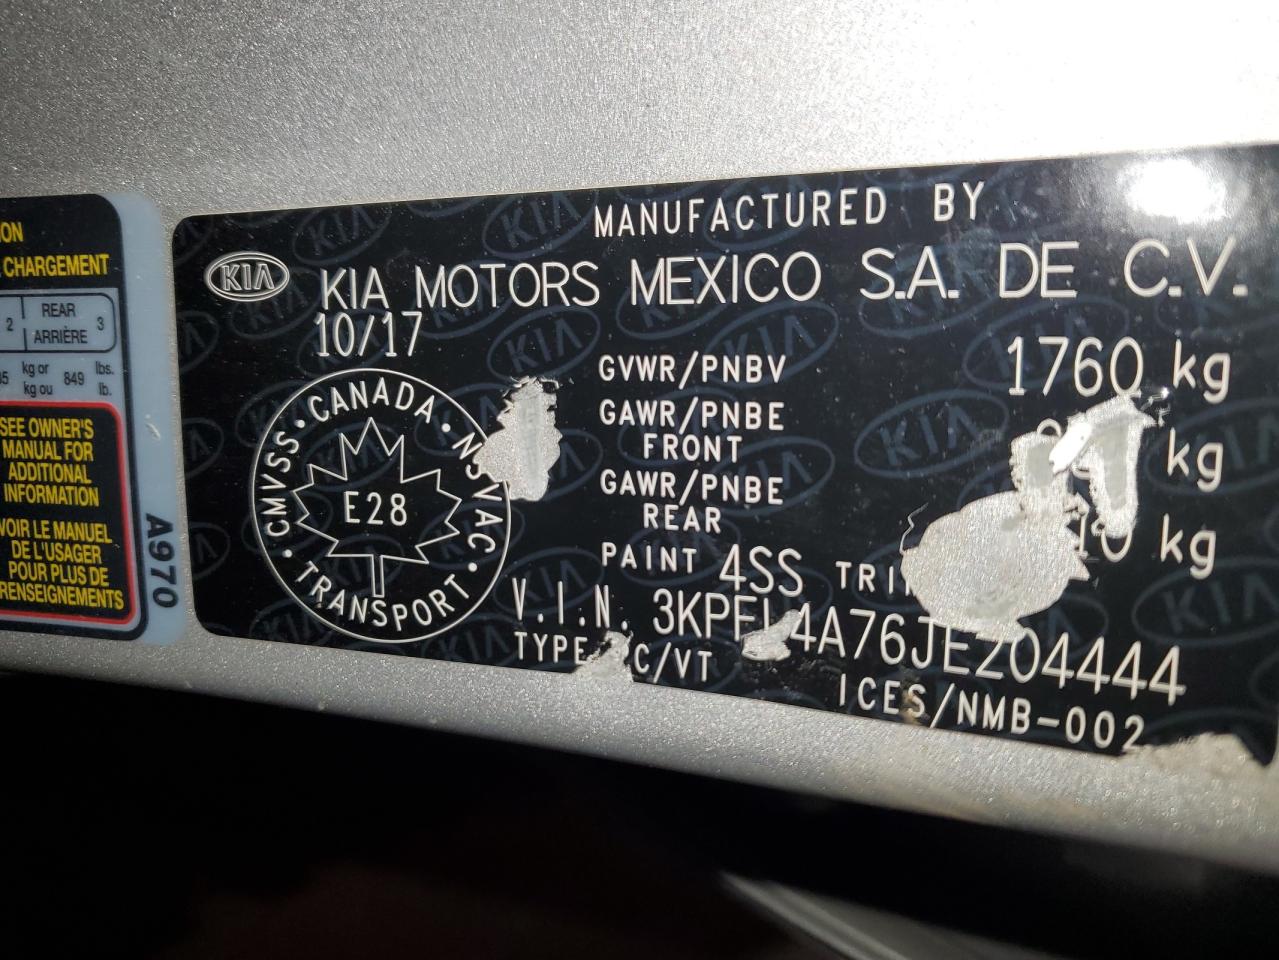 ION
CHARGEMENT
2 REAR 3
ARRIÈRE
kg or 849 lbs.
kg ou lb.
SEE OWNER'S
MANUAL FOR
ADDITIONAL
INFORMATION
VOIR LE MANUEL
DE L'USAGER
POUR PLUS DE
RENSEIGNEMENTS
A970
MANUFACTURED BY
KIA KIA MOTORS MEXICO S.A. DE C.V.
10/17
GVWR/PNBV 1760 kg
GAWR/PNBE kg
FRONT
GAWR/PNBE kg
REAR
CMVSS · CANADA · NSVAC · TRANSPORT ·
E28
PAINT 4SS
V.I.N.
TYPE C/VT
ICES/NMB-002